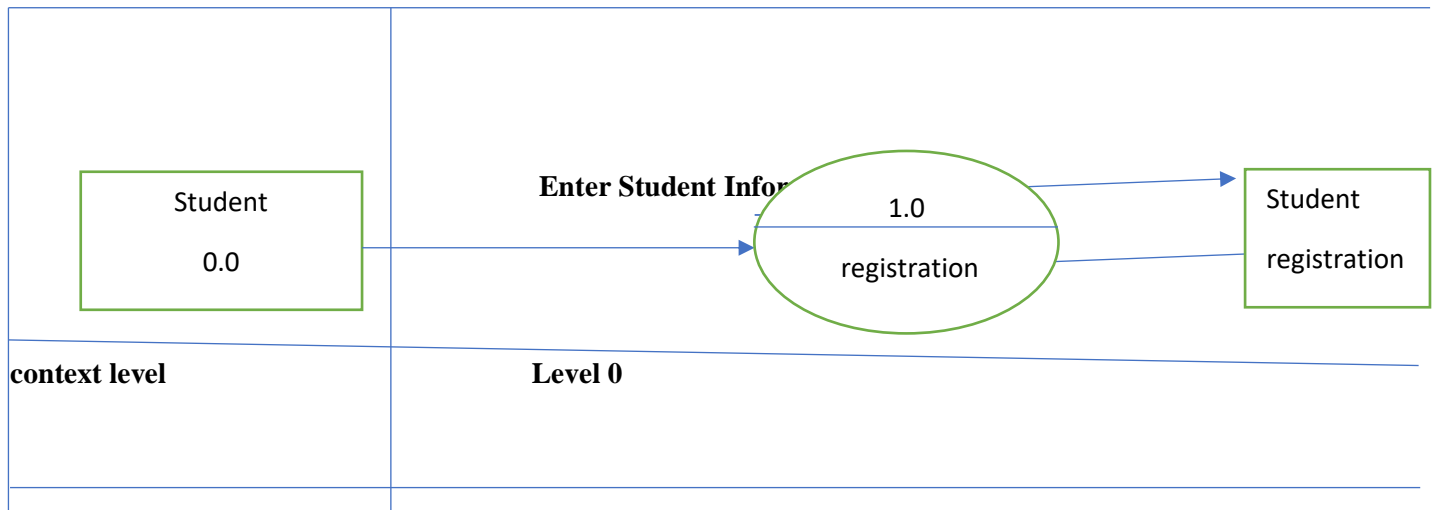 Student
0.0
Enter Student Infor
1.0
registration
Student
registration
context level
Level 0